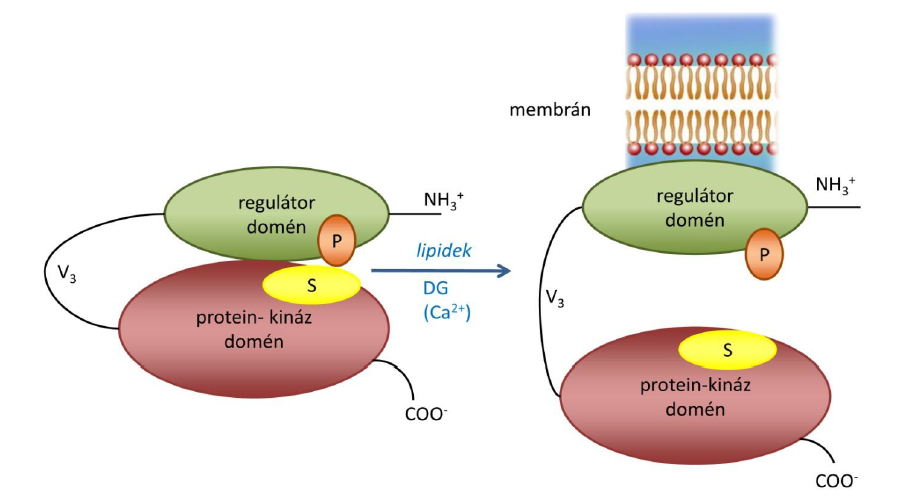 regulátor
domén
NH₃⁺
P
V₃
S
protein- kináz
domén
COO⁻
lipidek
DG
(Ca²⁺)
membrán
regulátor
domén
NH₃⁺
P
V₃
S
protein-kináz
domén
COO⁻